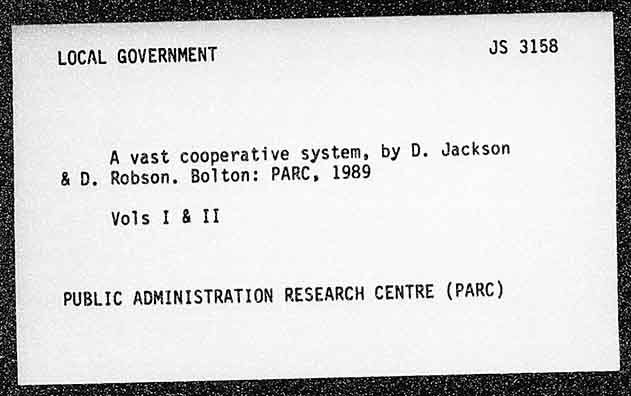 LOCAL GOVERNMENT JS 3158
A vast cooperative system, by D. Jackson
& D. Robson. Bolton: PARC, 1989
Vols I & II
PUBLIC ADMINISTRATION RESEARCH CENTRE (PARC)